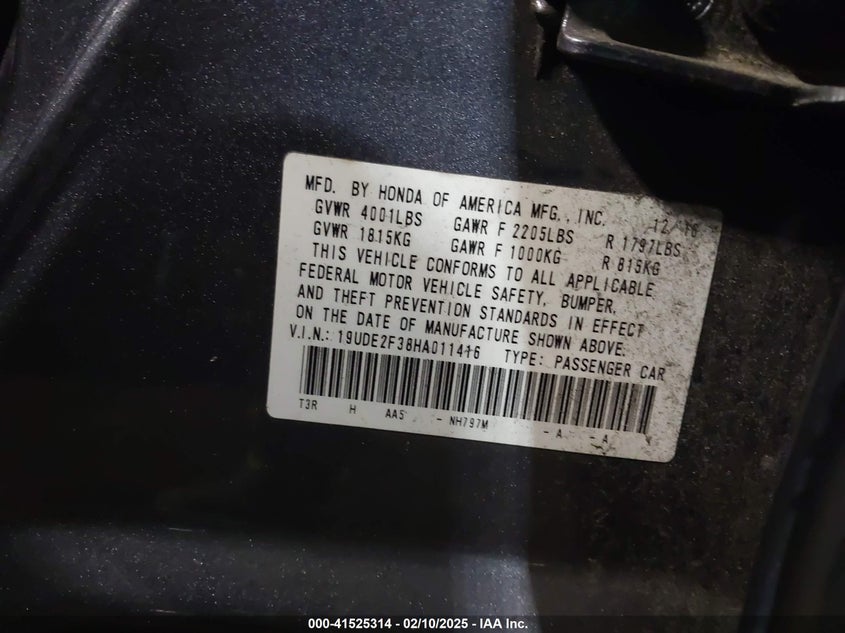 MFD. BY HONDA OF AMERICA MFG., INC. 12/16
GVWR 4001LBS GAWR F 2205LBS R 1797LBS
GVWR 1815KG GAWR F 1000KG R 815KG
THIS VEHICLE CONFORMS TO ALL APPLICABLE
FEDERAL MOTOR VEHICLE SAFETY, BUMPER,
AND THEFT PREVENTION STANDARDS IN EFFECT
ON THE DATE OF MANUFACTURE SHOWN ABOVE.
V.I.N.: 19UDE2F38HA011416 TYPE: PASSENGER CAR
T3R H AA5 - NH797M - A - A
000-41525314 - 02/10/2025 - IAA Inc.